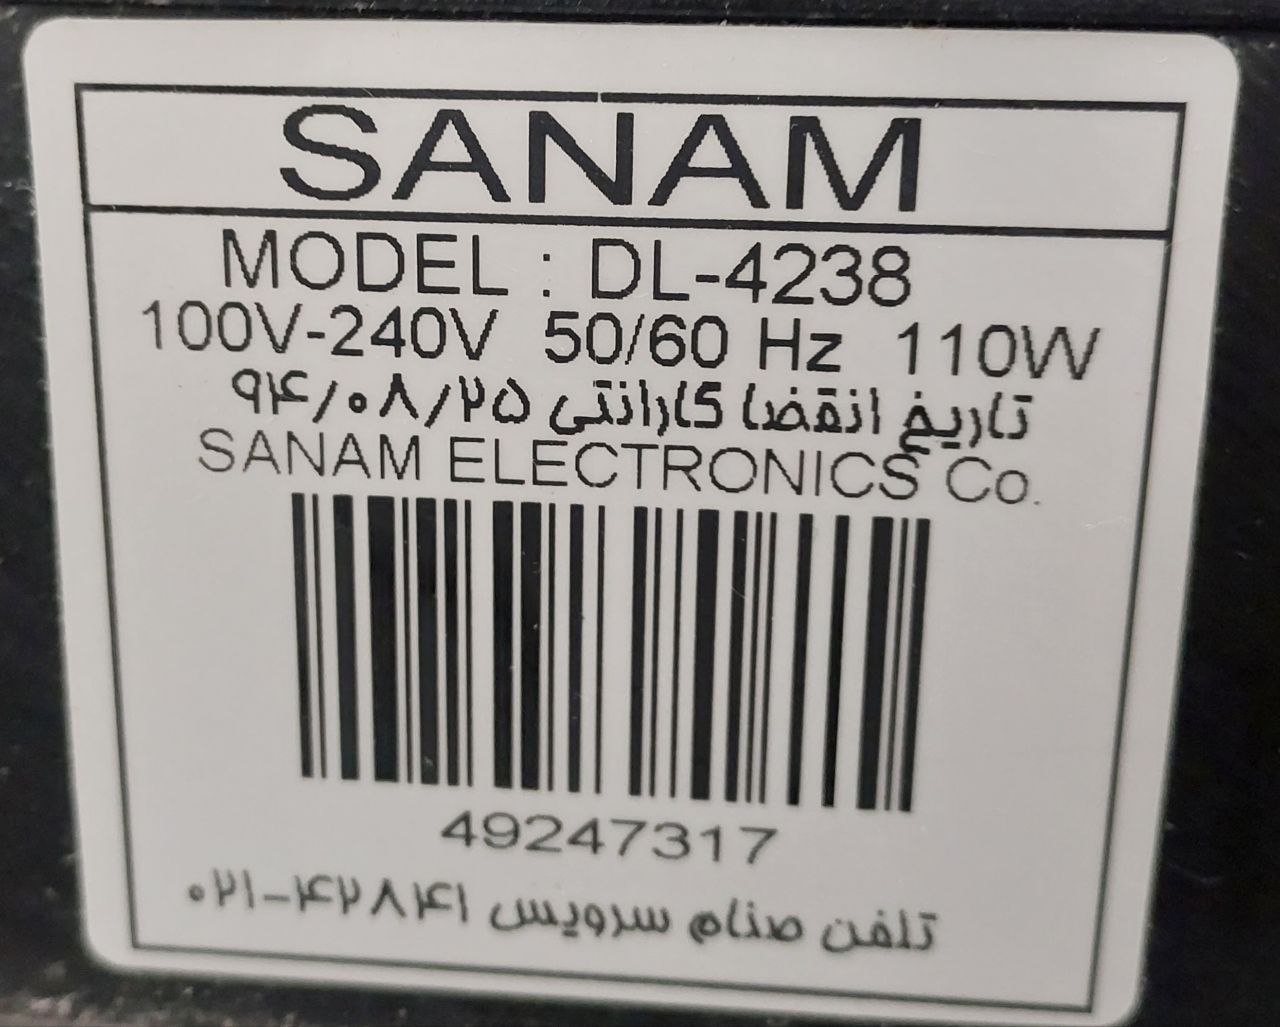 SANAM
MODEL : DL-4238
100V-240V 50/60 Hz 110W
تاریخ انقضا گارانتی ۹۴/۰۸/۲۵
SANAM ELECTRONICS Co.
49247317
تلفن صنام سرویس ۰۲۱-۴۲۸۴۱